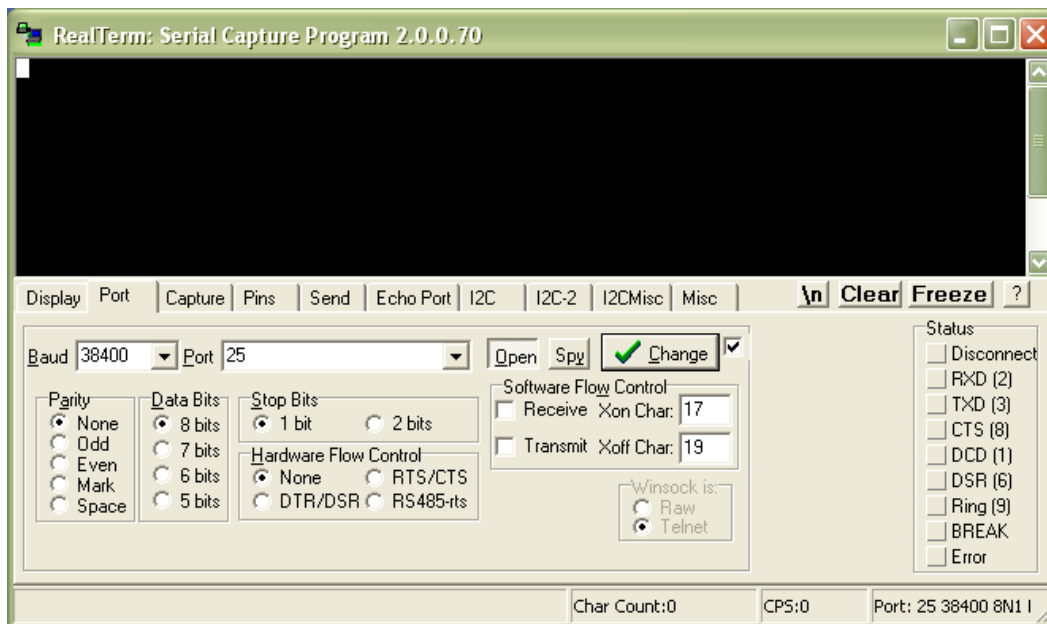 RealTerm: Serial Capture Program 2.0.0.70
Display Port Capture Pins Send Echo Port I2C I2C-2 I2CMisc Misc \n Clear Freeze ?
Baud 38400 Port 25 Open Spy Change
Parity
None
Odd
Even
Mark
Space
Data Bits
8 bits
7 bits
6 bits
5 bits
Stop Bits
1 bit 2 bits
Hardware Flow Control
None RTS/CTS
DTR/DSR RS485-rts
Software Flow Control
Receive Xon Char: 17
Transmit Xoff Char: 19
Winsock is:
Raw
Telnet
Status
Disconnect
RXD (2)
TXD (3)
CTS (8)
DCD (1)
DSR (6)
Ring (9)
BREAK
Error
Char Count:0 CPS:0 Port: 25 38400 8N1